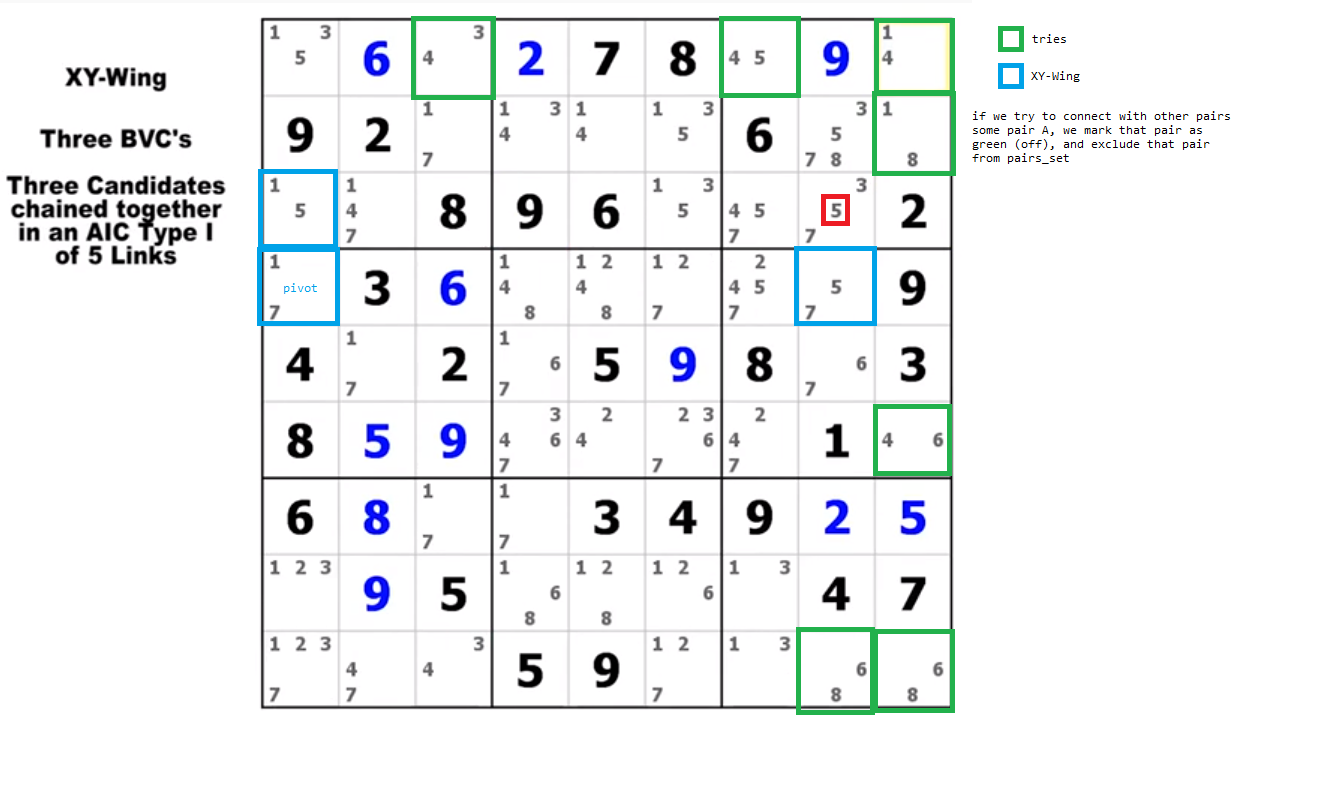 XY-Wing
Three BVC's
Three Candidates
chained together
in an AIC Type I
of 5 Links
tries
XY-Wing
if we try to connect with other pairs
some pair A, we mark that pair as
green (off), and exclude that pair
from pairs_set
1 3 5 6 3 4 2 7 8 4 5 9 1 4
9 2 1 7 1 3 4 1 4 1 3 5 6 3 5 7 8 1 8
1 5 1 4 7 8 9 6 1 3 5 4 5 7 3 5 7 2
1 pivot 7 3 6 1 4 8 1 2 4 8 1 2 7 2 4 5 7 5 7 9
4 1 7 2 1 6 7 5 9 8 6 7 3
8 5 9 3 4 6 7 2 4 2 3 6 7 2 4 7 1 4 6
6 8 1 7 1 7 3 4 9 2 5
1 2 3 9 5 1 6 8 1 2 8 1 2 6 1 3 4 7
1 2 3 7 4 7 3 4 5 9 1 2 7 1 3 6 8 6 8